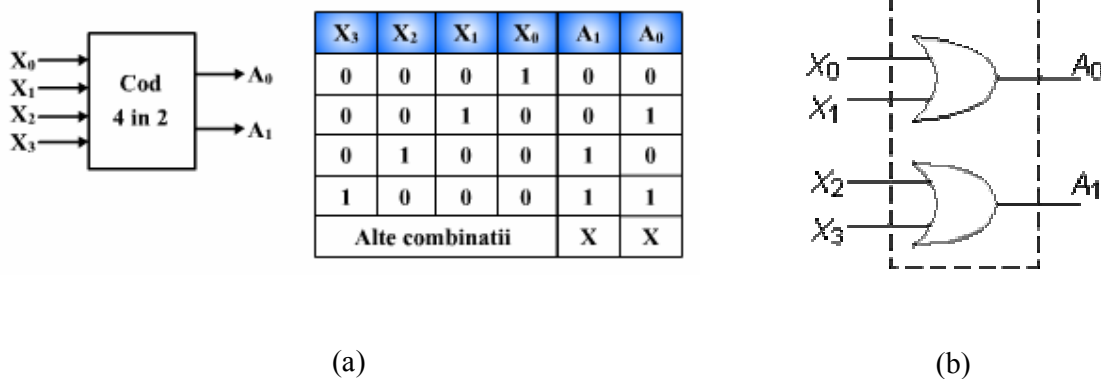 X₀
X₁
X₂
X₃
Cod
4 in 2
A₀
A₁
X₃ X₂ X₁ X₀ A₁ A₀
0 0 0 1 0 0
0 0 1 0 0 1
0 1 0 0 1 0
1 0 0 0 1 1
Alte combinatii X X
X₀
X₁
A₀
X₂
X₃
A₁
(a)
(b)